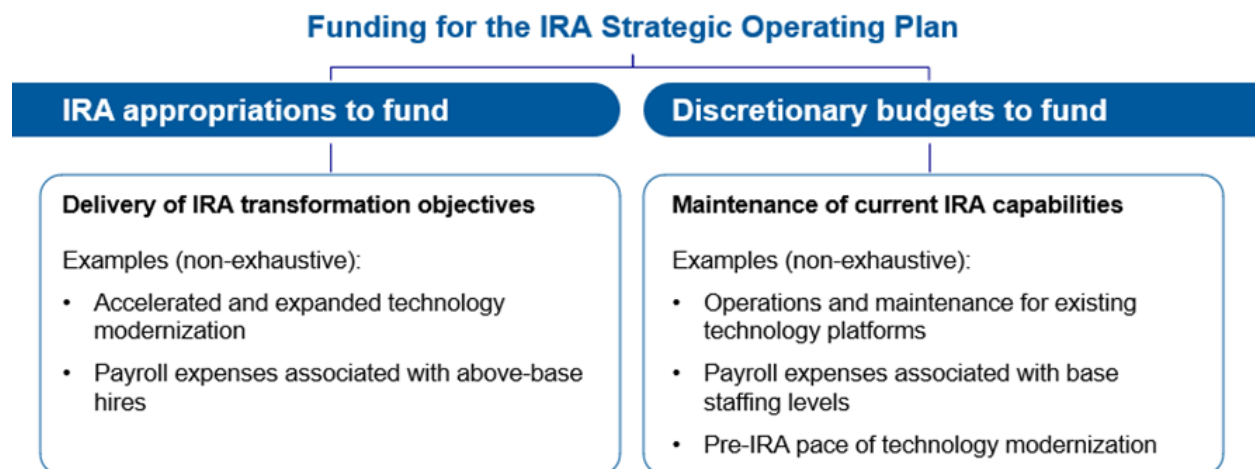 Funding for the IRA Strategic Operating Plan
IRA appropriations to fund
Delivery of IRA transformation objectives
Examples (non-exhaustive):
• Accelerated and expanded technology
modernization
• Payroll expenses associated with above-base
hires
Discretionary budgets to fund
Maintenance of current IRA capabilities
Examples (non-exhaustive):
• Operations and maintenance for existing
technology platforms
• Payroll expenses associated with base
staffing levels
• Pre-IRA pace of technology modernization